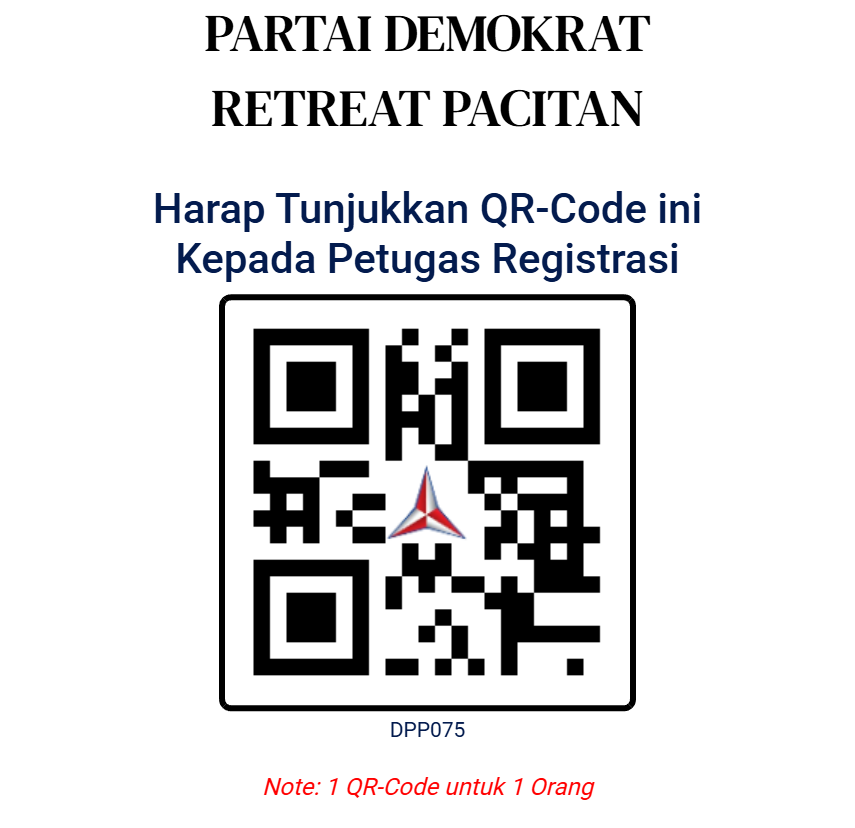 PARTAI DEMOKRAT
RETREAT PACITAN
Harap Tunjukkan QR-Code ini
Kepada Petugas Registrasi
DPP075
Note: 1 QR-Code untuk 1 Orang